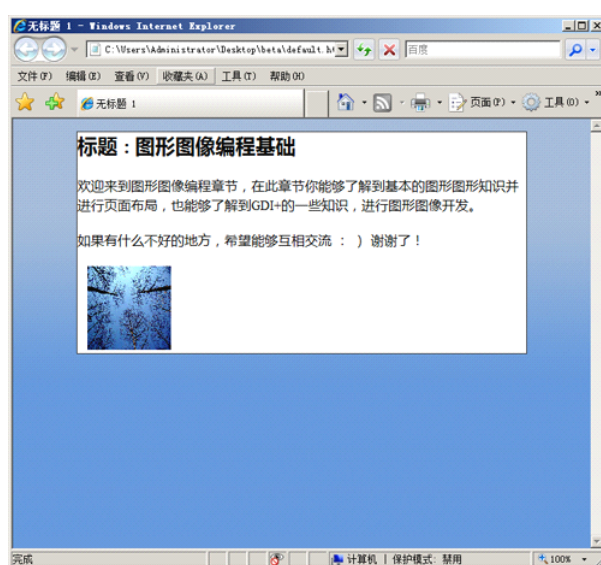 无标题 1 - Windows Internet Explorer
C:\Users\Administrator\Desktop\beta\default.ht
百度
文件(F) 编辑(E) 查看(V) 收藏夹(A) 工具(T) 帮助(H)
无标题 1
页面(P) 工具(O) »
标题：图形图像编程基础
欢迎来到图形图像编程章节，在此章节你能够了解到基本的图形图形知识并
进行页面布局，也能够了解到GDI+的一些知识，进行图形图像开发。
如果有什么不好的地方，希望能够互相交流 ： ）谢谢了！
完成
计算机 | 保护模式: 禁用
100%